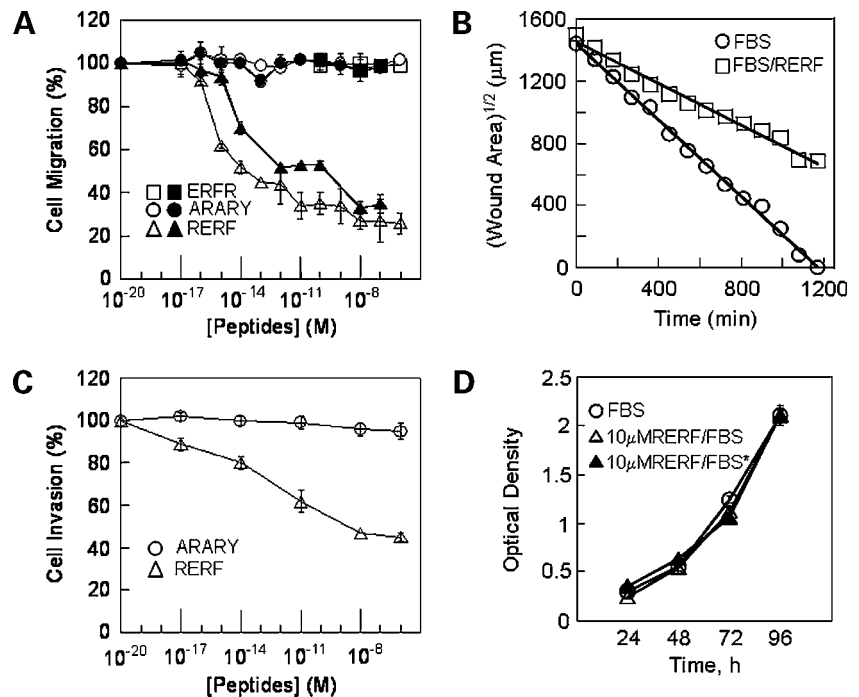 A
120
100
80
60
40
20
0
Cell Migration (%)
ERFR
ARARY
RERF
10-20 10-17 10-14 10-11 10-8
[Peptides] (M)
B
1600
1200
800
400
0
(Wound Area)1/2 (μm)
FBS
FBS/RERF
0 400 800 1200
Time (min)
C
120
100
80
60
40
20
0
Cell Invasion (%)
ARARY
RERF
10-20 10-17 10-14 10-11 10-8
[Peptides] (M)
D
2.5
2
1.5
1
0.5
0
Optical Density
FBS
10μMRERF/FBS
10μMRERF/FBS*
24 48 72 96
Time, h